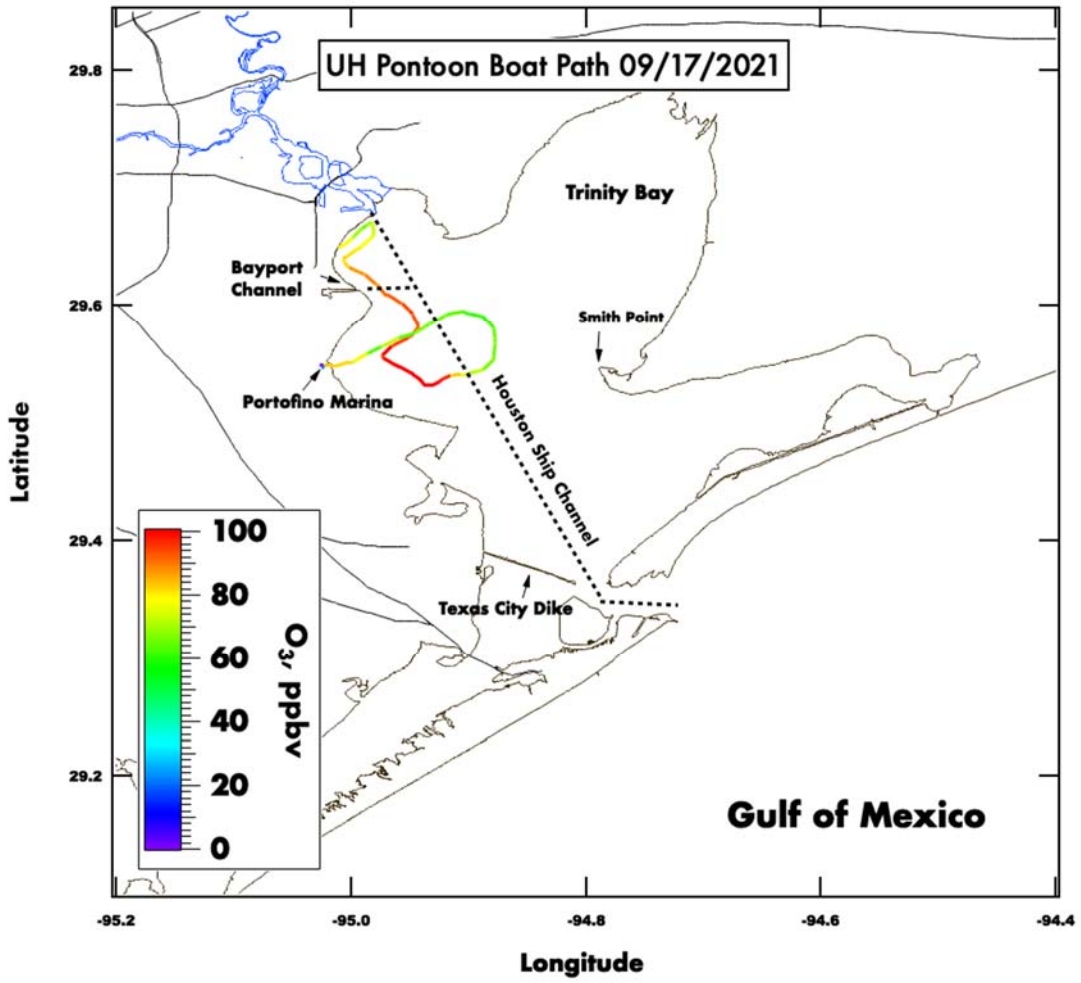 UH Pontoon Boat Path 09/17/2021
29.8
29.6
29.4
29.2
Latitude
Trinity Bay
Bayport
Channel
Smith Point
Portofino Marina
Houston Ship Channel
Texas City Dike
100
80
60
40
20
0
O₃, ppbv
Gulf of Mexico
-95.2
-95.0
-94.8
-94.6
-94.4
Longitude